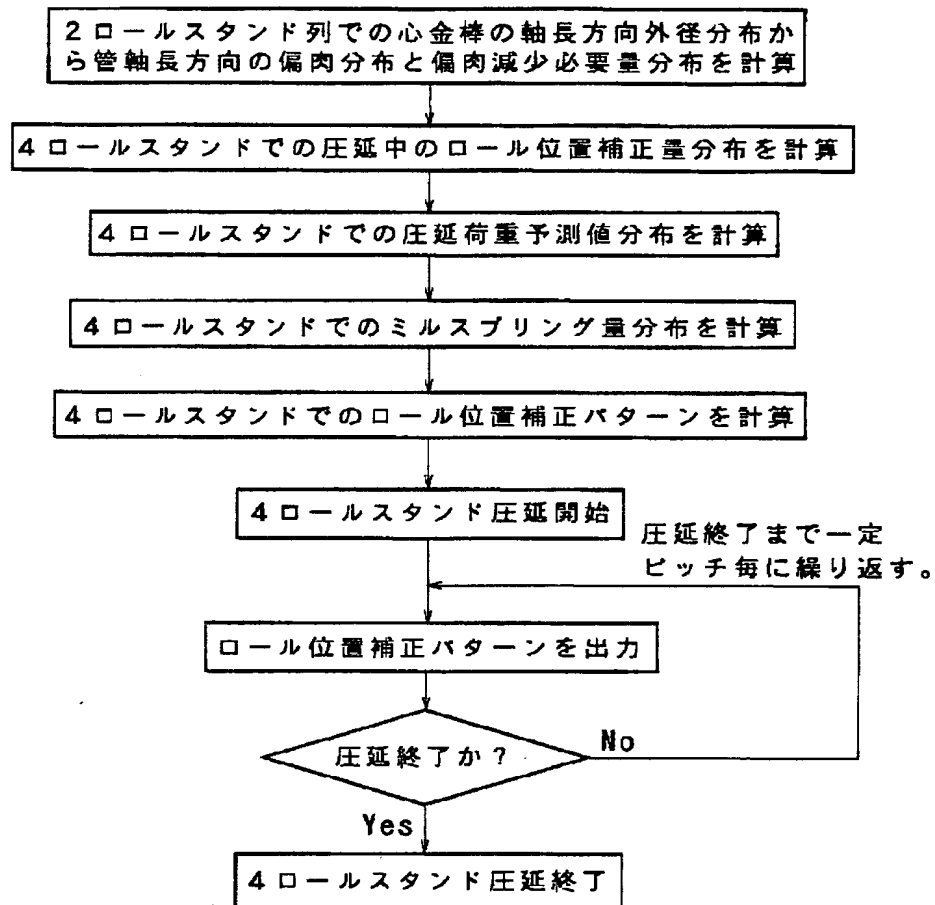 2ロールスタンド列での心金棒の軸長方向外径分布か
ら管軸長方向の偏肉分布と偏肉減少必要量分布を計算
4ロールスタンドでの圧延中のロール位置補正量分布を計算
4ロールスタンドでの圧延荷重予測値分布を計算
4ロールスタンドでのミルスプリング量分布を計算
4ロールスタンドでのロール位置補正パターンを計算
4ロールスタンド圧延開始
圧延終了まで一定
ピッチ毎に繰り返す。
ロール位置補正パターンを出力
圧延終了か?
No
Yes
4ロールスタンド圧延終了